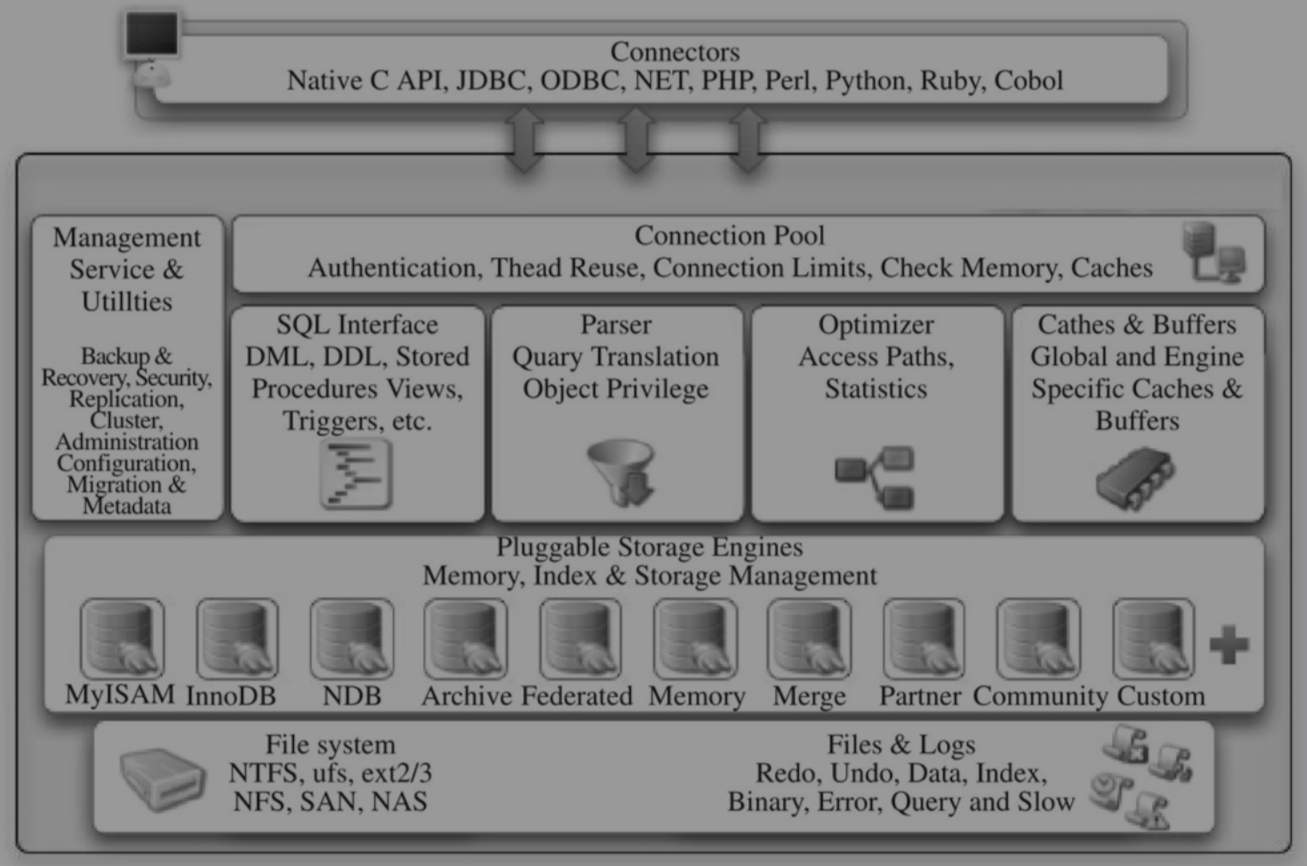 Connectors
Native C API, JDBC, ODBC, NET, PHP, Perl, Python, Ruby, Cobol
Management
Service &
Utillties
Backup &
Recovery, Security,
Replication,
Cluster,
Administration
Configuration,
Migration &
Metadata
Connection Pool
Authentication, Thead Reuse, Connection Limits, Check Memory, Caches
SQL Interface
DML, DDL, Stored
Procedures Views,
Triggers, etc.
Parser
Quary Translation
Object Privilege
Optimizer
Access Paths,
Statistics
Cathes & Buffers
Global and Engine
Specific Caches &
Buffers
Pluggable Storage Engines
Memory, Index & Storage Management
MyISAM InnoDB NDB Archive Federated Memory Merge Partner Community Custom
File system
NTFS, ufs, ext2/3
NFS, SAN, NAS
Files & Logs
Redo, Undo, Data, Index,
Binary, Error, Query and Slow